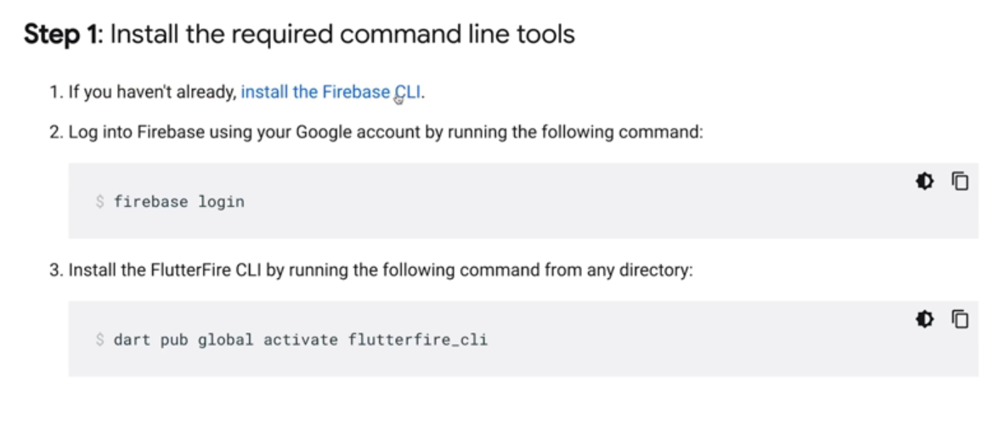 Step 1: Install the required command line tools
1. If you haven't already, install the Firebase CLI.
2. Log into Firebase using your Google account by running the following command:
$ firebase login
3. Install the FlutterFire CLI by running the following command from any directory:
$ dart pub global activate flutterfire_cli